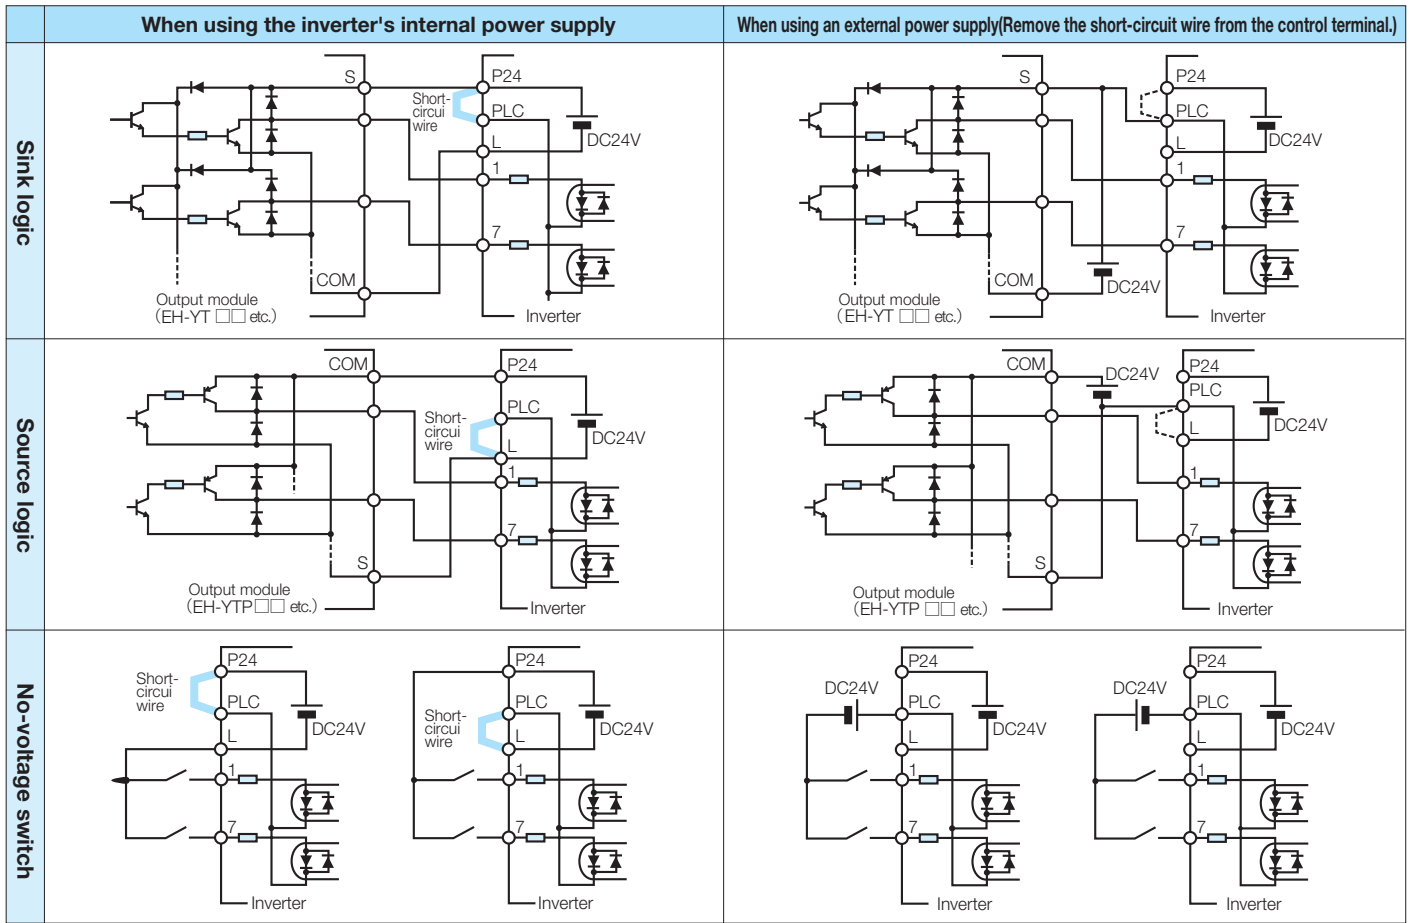 When using the inverter's internal power supply
When using an external power supply(Remove the short-circuit wire from the control terminal.)
Sink logic
S
P24
Short-
circui
wire
PLC
DC24V
L
1
7
COM
Output module
(EH-YT □□ etc.)
Inverter
S
P24
PLC
DC24V
L
1
7
COM
DC24V
Output module
(EH-YT □□ etc.)
Inverter
Source logic
COM
P24
PLC
Short-
circui
wire
DC24V
L
1
7
S
Output module
(EH-YTP□□ etc.)
Inverter
COM
DC24V
P24
PLC
DC24V
L
1
7
S
Output module
(EH-YTP □□ etc.)
Inverter
No-voltage switch
P24
Short-
circui
wire
PLC
DC24V
L
1
7
Inverter
P24
PLC
Short-
circui
wire
DC24V
L
1
7
Inverter
P24
DC24V
PLC
DC24V
L
1
7
Inverter
P24
DC24V
PLC
DC24V
L
1
7
Inverter